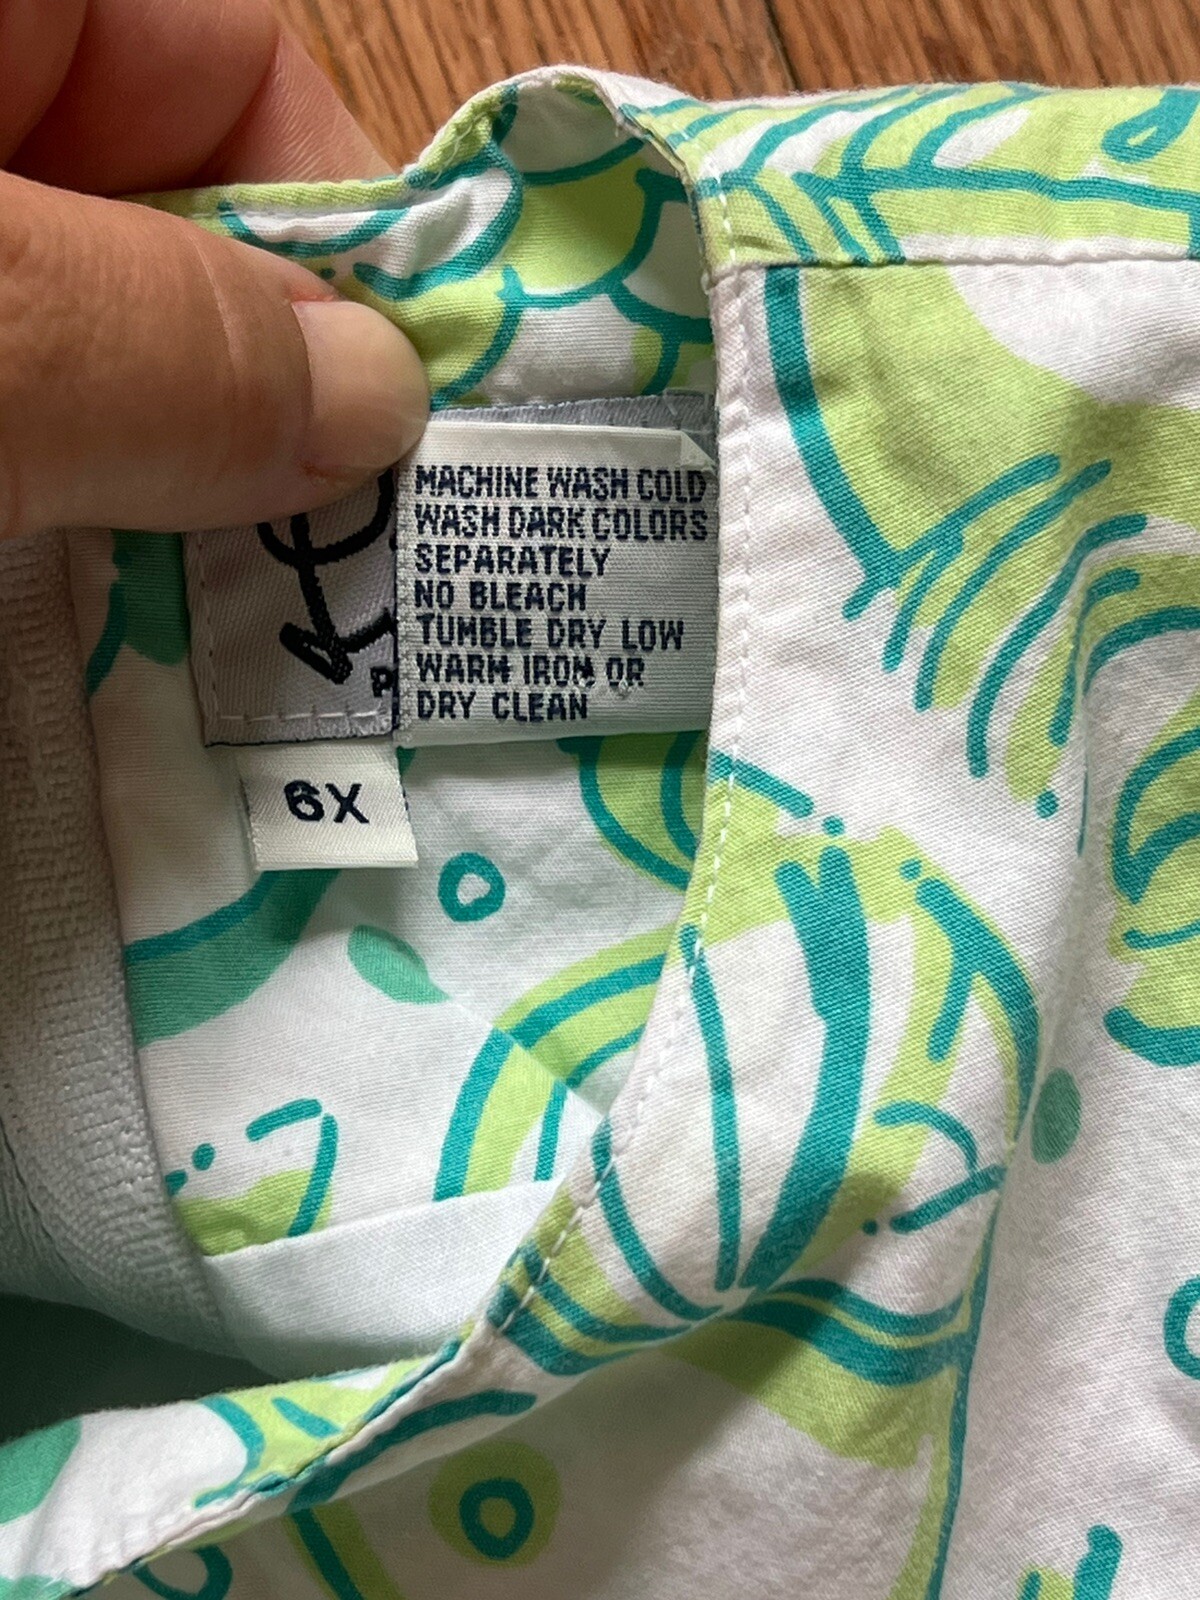 MACHINE WASH COLD
WASH DARK COLORS
SEPARATELY
NO BLEACH
TUMBLE DRY LOW
WARM IRON OR
DRY CLEAN
6X